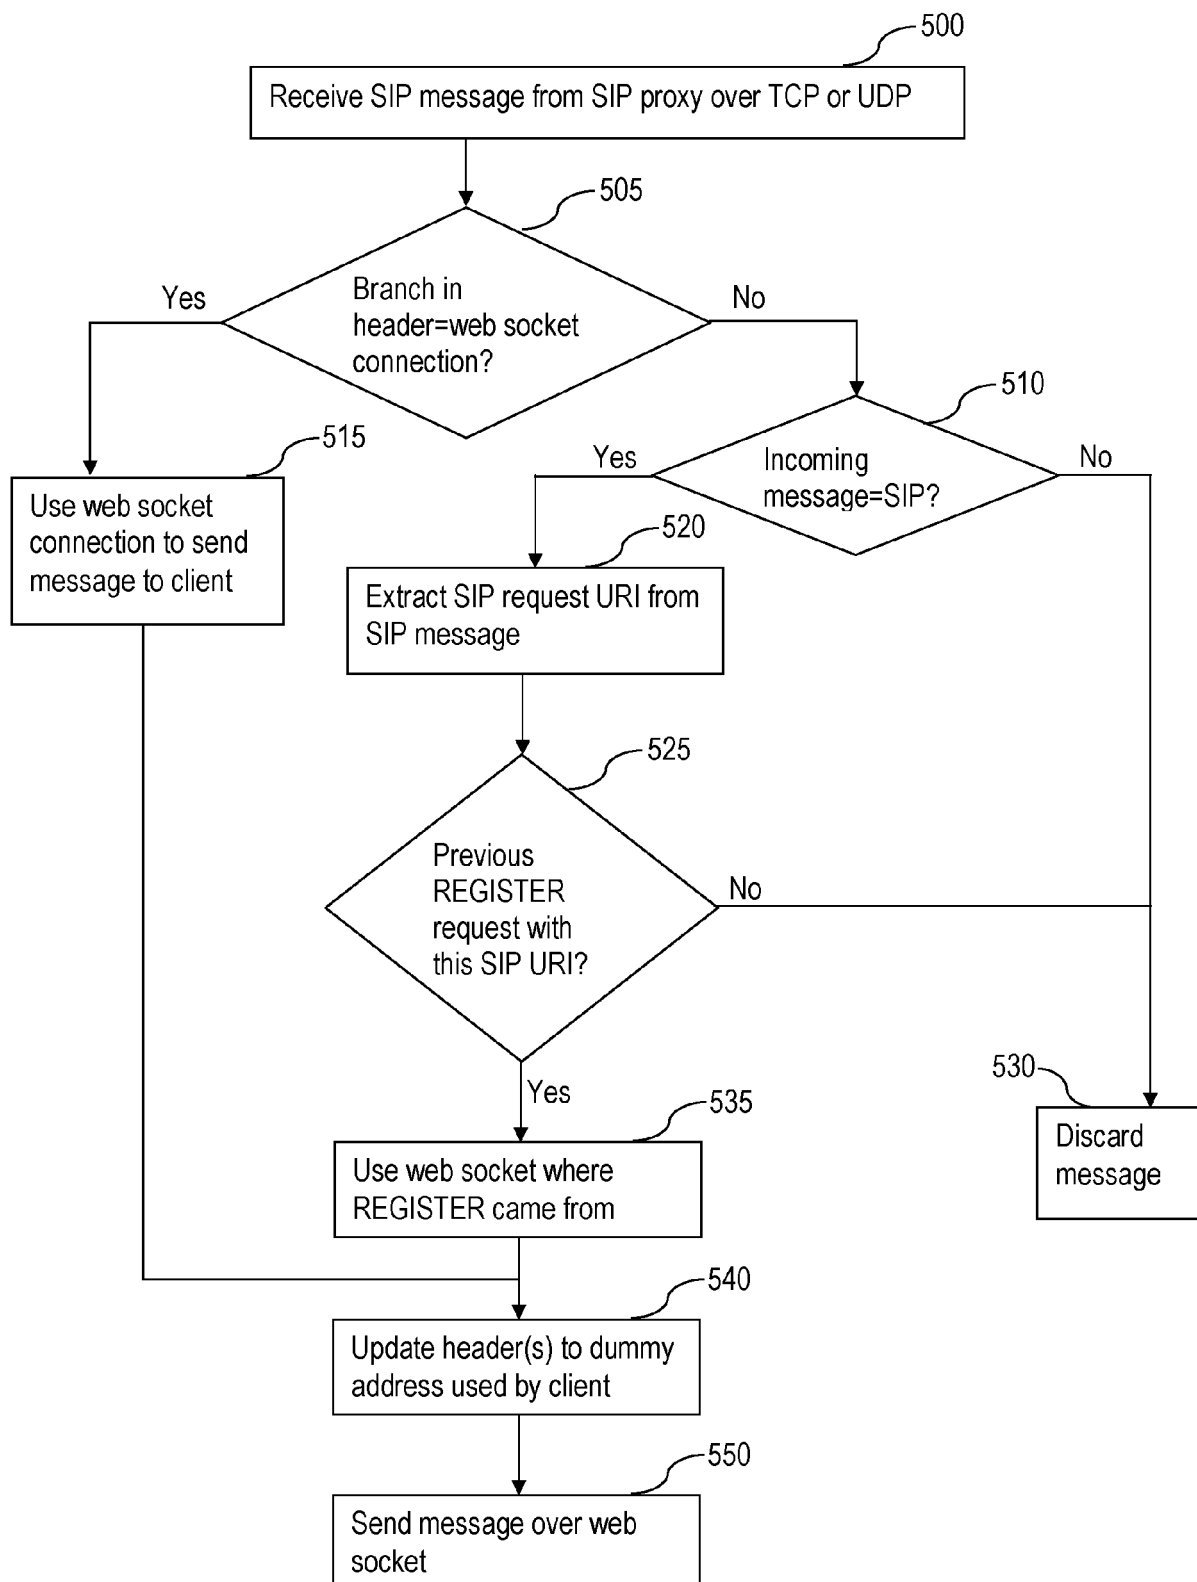 500
Receive SIP message from SIP proxy over TCP or UDP
505
Yes
Branch in
header=web socket
connection?
No
510
515
Yes
Incoming
message=SIP?
No
Use web socket
connection to send
message to client
520
Extract SIP request URI from
SIP message
525
Previous
REGISTER
request with
this SIP URI?
No
Yes
530
Discard
message
535
Use web socket where
REGISTER came from
540
Update header(s) to dummy
address used by client
550
Send message over web
socket